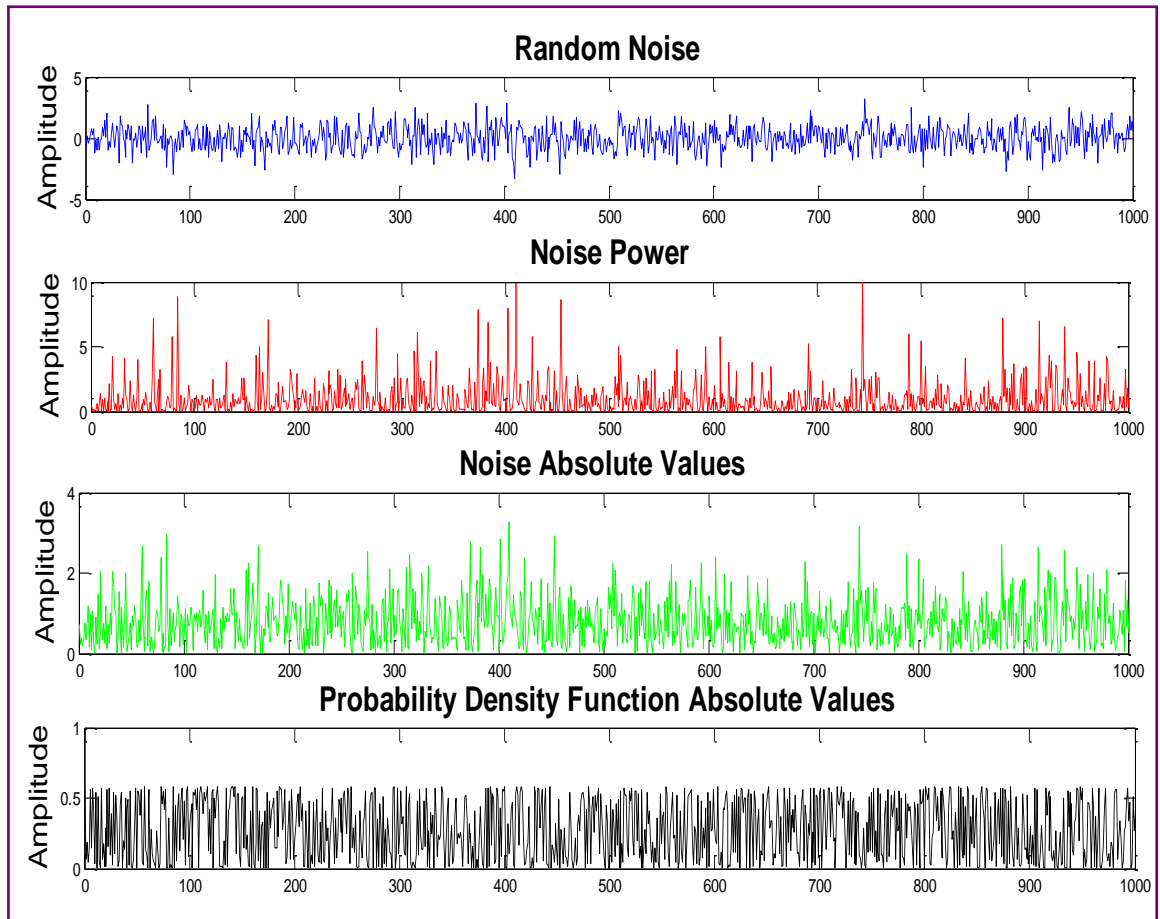 Random Noise
Amplitude
5
0
-5
0 100 200 300 400 500 600 700 800 900 1000
Noise Power
Amplitude
10
5
0
0 100 200 300 400 500 600 700 800 900 1000
Noise Absolute Values
Amplitude
4
2
0
0 100 200 300 400 500 600 700 800 900 1000
Probability Density Function Absolute Values
Amplitude
1
0.5
0
0 100 200 300 400 500 600 700 800 900 1000